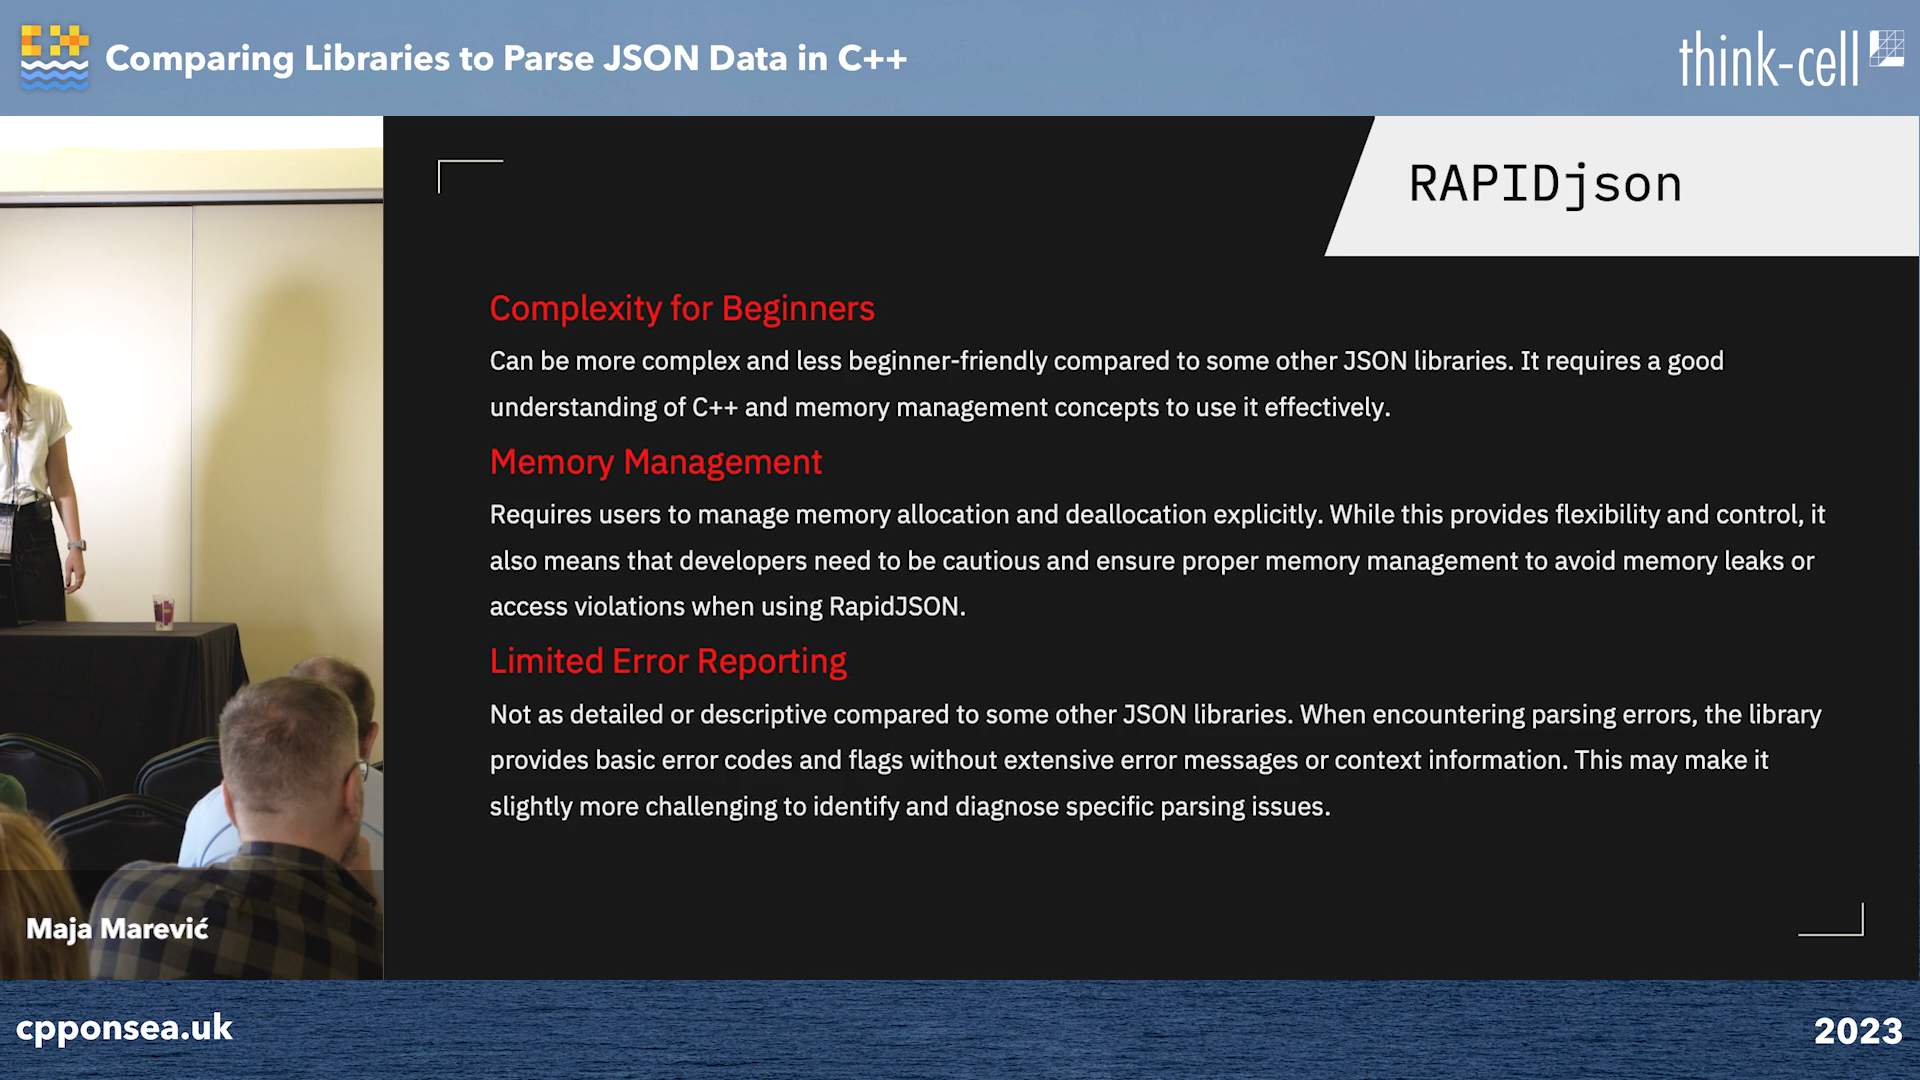 Comparing Libraries to Parse JSON Data in C++
think-cell
RAPIDjson
Complexity for Beginners
Can be more complex and less beginner-friendly compared to some other JSON libraries. It requires a good
understanding of C++ and memory management concepts to use it effectively.
Memory Management
Requires users to manage memory allocation and deallocation explicitly. While this provides flexibility and control, it
also means that developers need to be cautious and ensure proper memory management to avoid memory leaks or
access violations when using RapidJSON.
Limited Error Reporting
Not as detailed or descriptive compared to some other JSON libraries. When encountering parsing errors, the library
provides basic error codes and flags without extensive error messages or context information. This may make it
slightly more challenging to identify and diagnose specific parsing issues.
Maja Marević
cpponsea.uk
2023